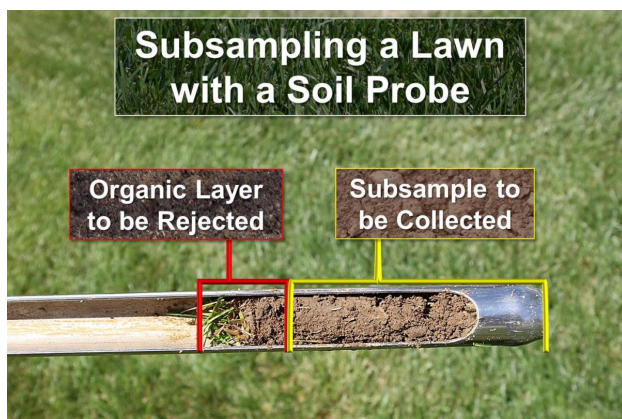 Subsampling a Lawn
with a Soil Probe
Organic Layer
to be Rejected
Subsample to
be Collected